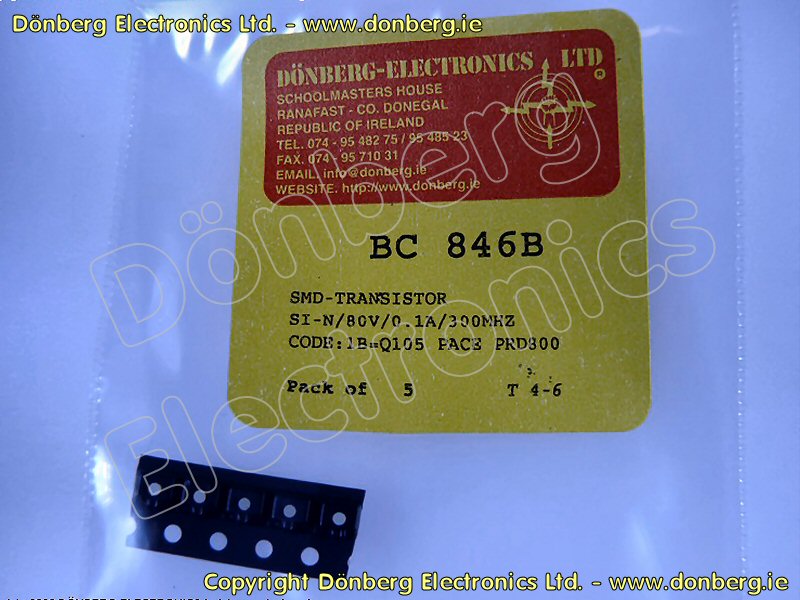 Dönberg Electronics Ltd. - www.donberg.ie
DÖNBERG-ELECTRONICS LTD
®
SCHOOLMASTERS HOUSE
RANAFAST - CO. DONEGAL
REPUBLIC OF IRELAND
TEL. 074 - 95 482 75 / 95 485 23
FAX. 074 - 95 710 31
EMAIL. info@donberg.ie
WEBSITE. http://www.donberg.ie
Dönberg
Electronics
BC 846B
SMD-TRANSISTOR
SI-N/80V/0.1A/300MHZ
CODE:1B=Q105 PACE PRD800
Pack of 5 T 4-6
Copyright Dönberg Electronics Ltd. - www.donberg.ie